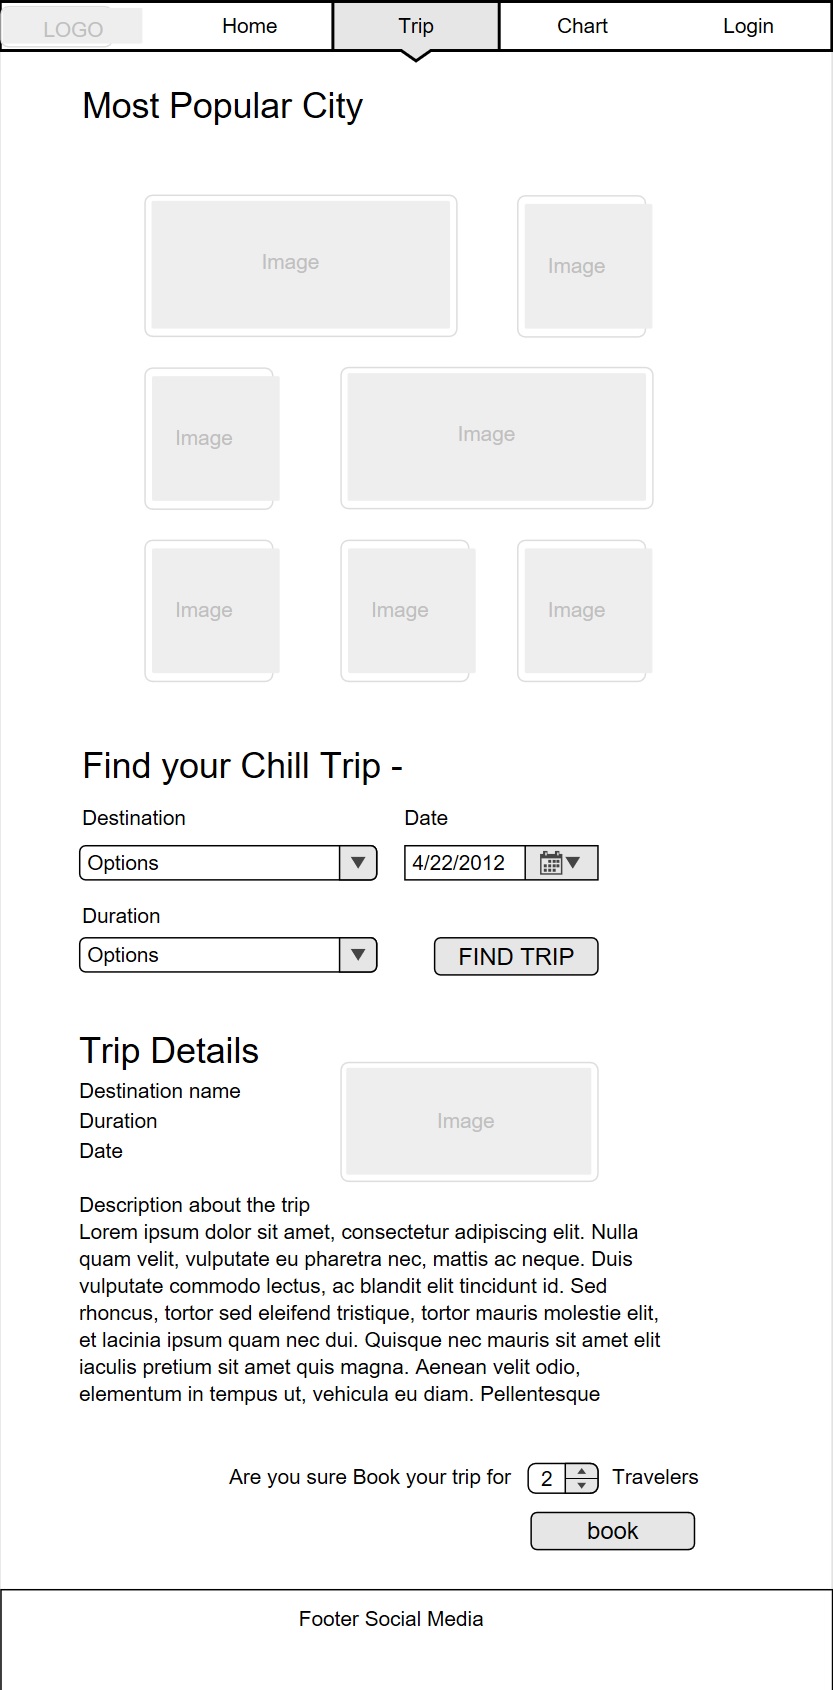 LOGO
Home
Trip
Chart
Login
Most Popular City
Image
Image
Image
Image
Image
Image
Image
Find your Chill Trip -
Destination
Date
Options
4/22/2012
Duration
Options
FIND TRIP
Trip Details
Destination name
Duration
Date
Image
Description about the trip
Lorem ipsum dolor sit amet, consectetur adipiscing elit. Nulla
quam velit, vulputate eu pharetra nec, mattis ac neque. Duis
vulputate commodo lectus, ac blandit elit tincidunt id. Sed
rhoncus, tortor sed eleifend tristique, tortor mauris molestie elit,
et lacinia ipsum quam nec dui. Quisque nec mauris sit amet elit
iaculis pretium sit amet quis magna. Aenean velit odio,
elementum in tempus ut, vehicula eu diam. Pellentesque
Are you sure Book your trip for 2 Travelers
book
Footer Social Media